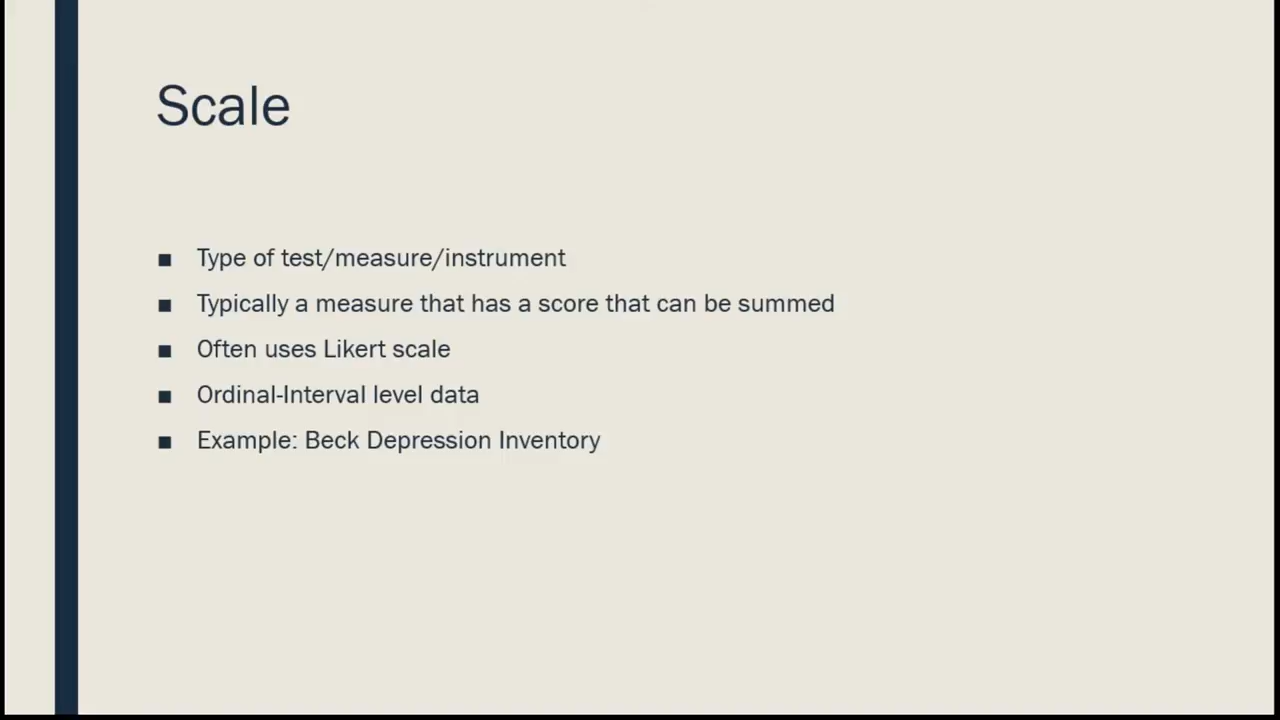 Scale
■ Type of test/measure/instrument
■ Typically a measure that has a score that can be summed
■ Often uses Likert scale
■ Ordinal-Interval level data
■ Example: Beck Depression Inventory